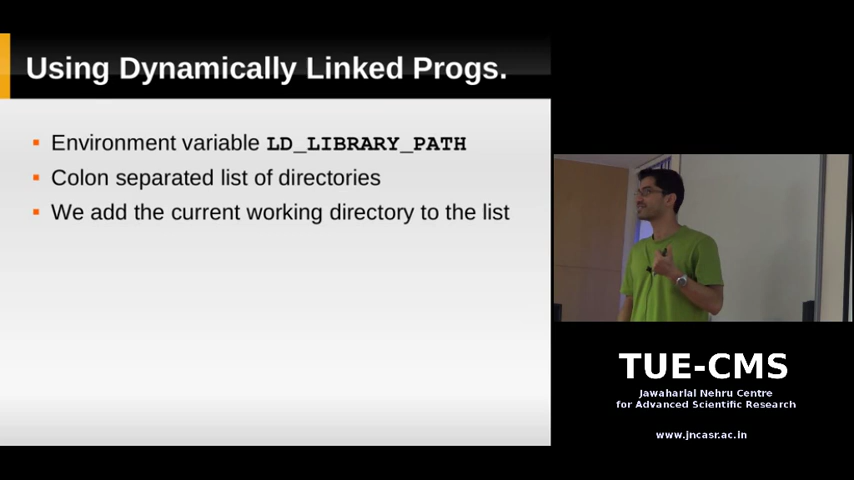 Using Dynamically Linked Progs.
Environment variable LD_LIBRARY_PATH
Colon separated list of directories
We add the current working directory to the list
TUE-CMS
Jawaharlal Nehru Centre
for Advanced Scientific Research
www.jncasr.ac.in